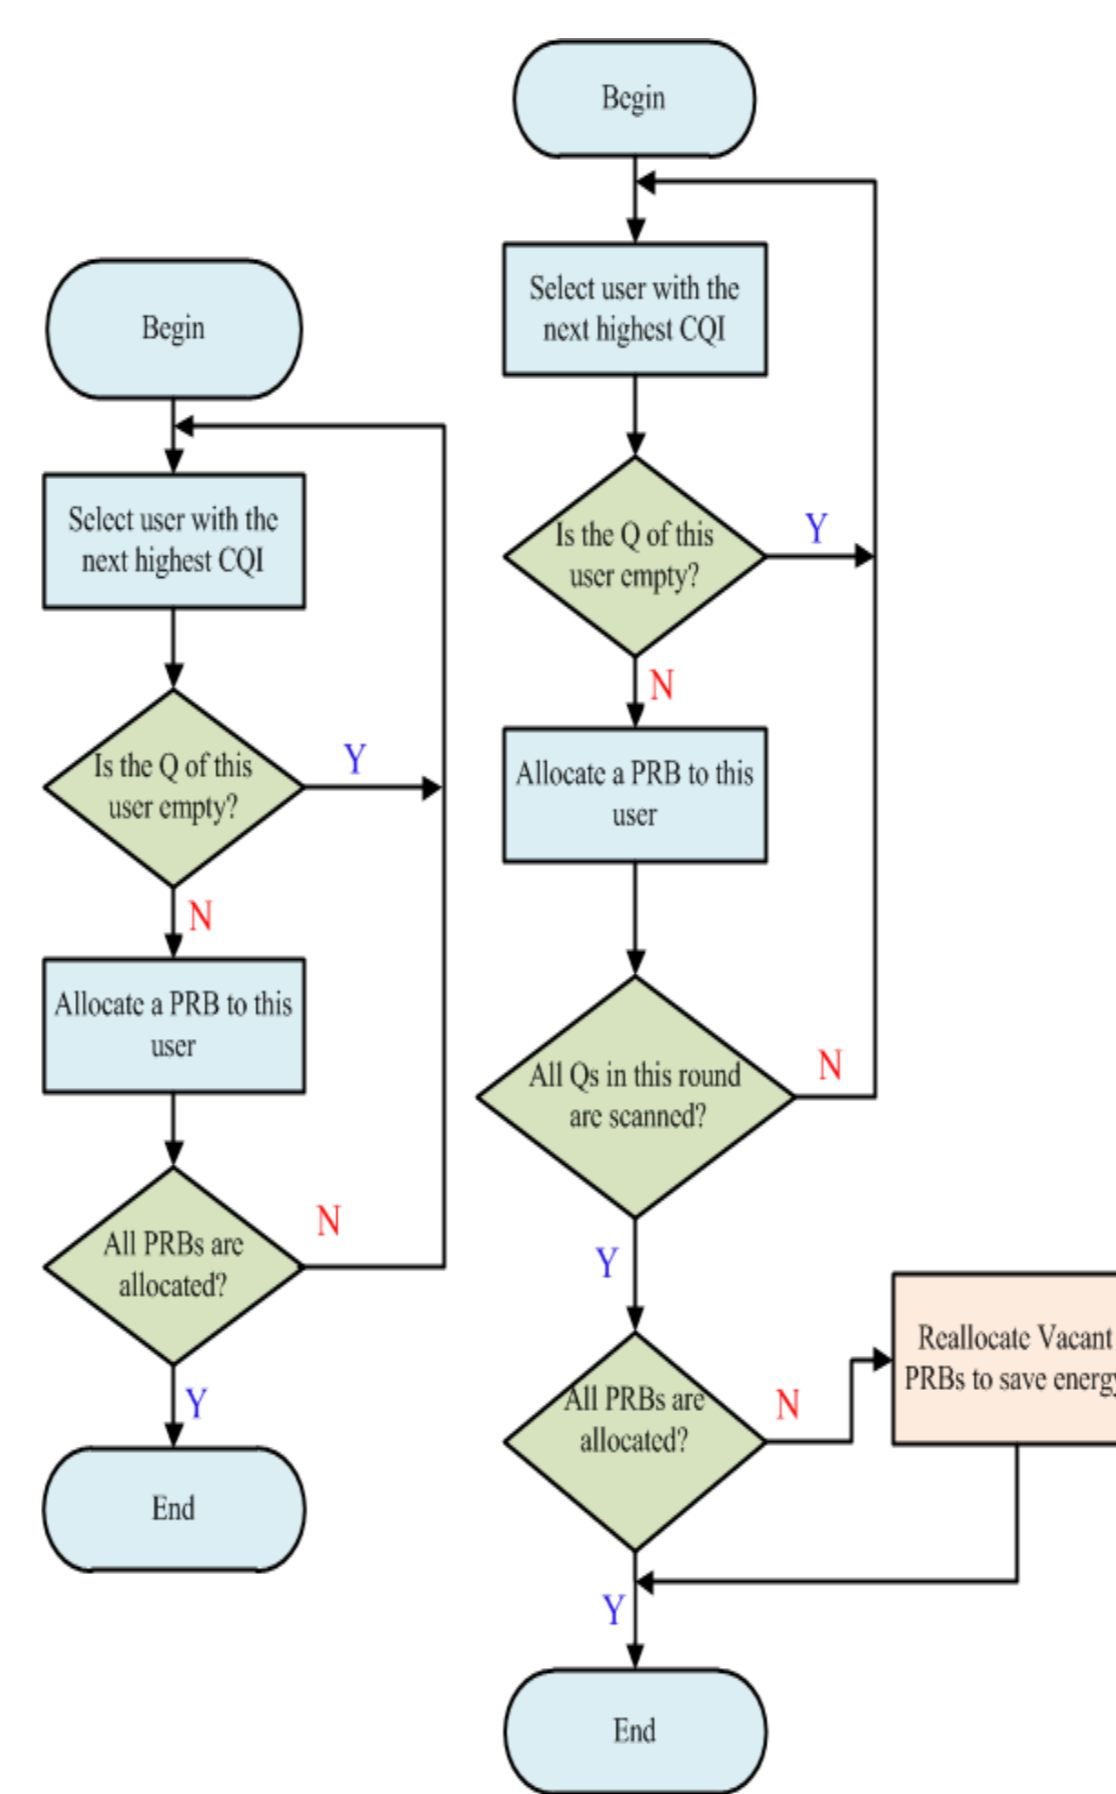 Begin
Select user with the
next highest CQI
Is the Q of this
user empty?
Y
N
Allocate a PRB to this
user
All PRBs are
allocated?
N
Y
End
Begin
Select user with the
next highest CQI
Is the Q of this
user empty?
Y
N
Allocate a PRB to this
user
All Qs in this round
are scanned?
N
Y
All PRBs are
allocated?
N
Reallocate Vacant
PRBs to save energy
Y
End